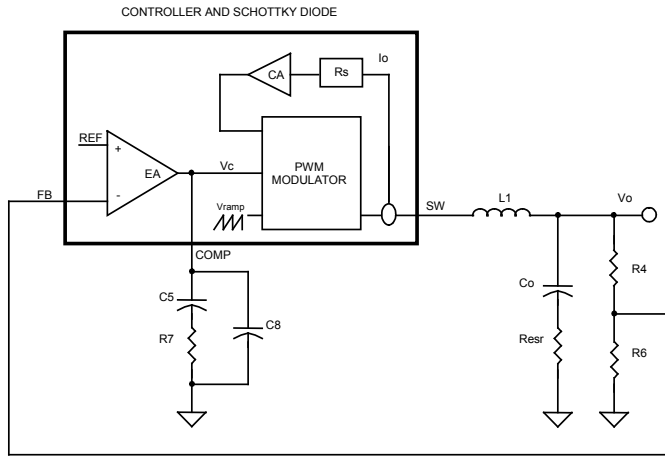 CONTROLLER AND SCHOTTKY DIODE
Io
CA
Rs
REF
+
EA
Vc
PWM
MODULATOR
-
FB
Vramp
SW
L1
Vo
COMP
R4
C5
Co
R7
C8
Resr
R6